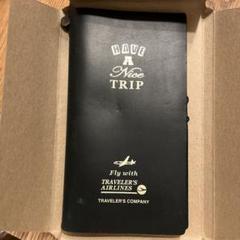 HAVE
A
Nice
TRIP
Fly with
TRAVELER'S
AIRLINES
TRAVELER'S COMPANY